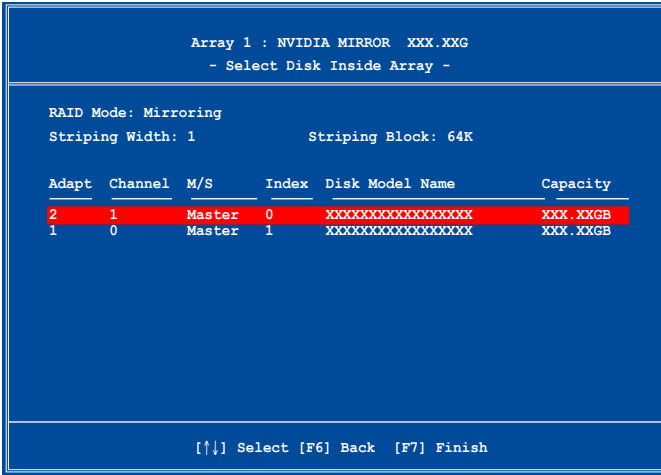 Array 1 : NVIDIA MIRROR XXX.XXG
- Select Disk Inside Array -
RAID Mode: Mirroring
Striping Width: 1 Striping Block: 64K
Adapt Channel M/S Index Disk Model Name Capacity
2 1 Master 0 XXXXXXXXXXXXXXXXX XXX.XXGB
1 0 Master 1 XXXXXXXXXXXXXXXXX XXX.XXGB
[↑↓] Select [F6] Back [F7] Finish